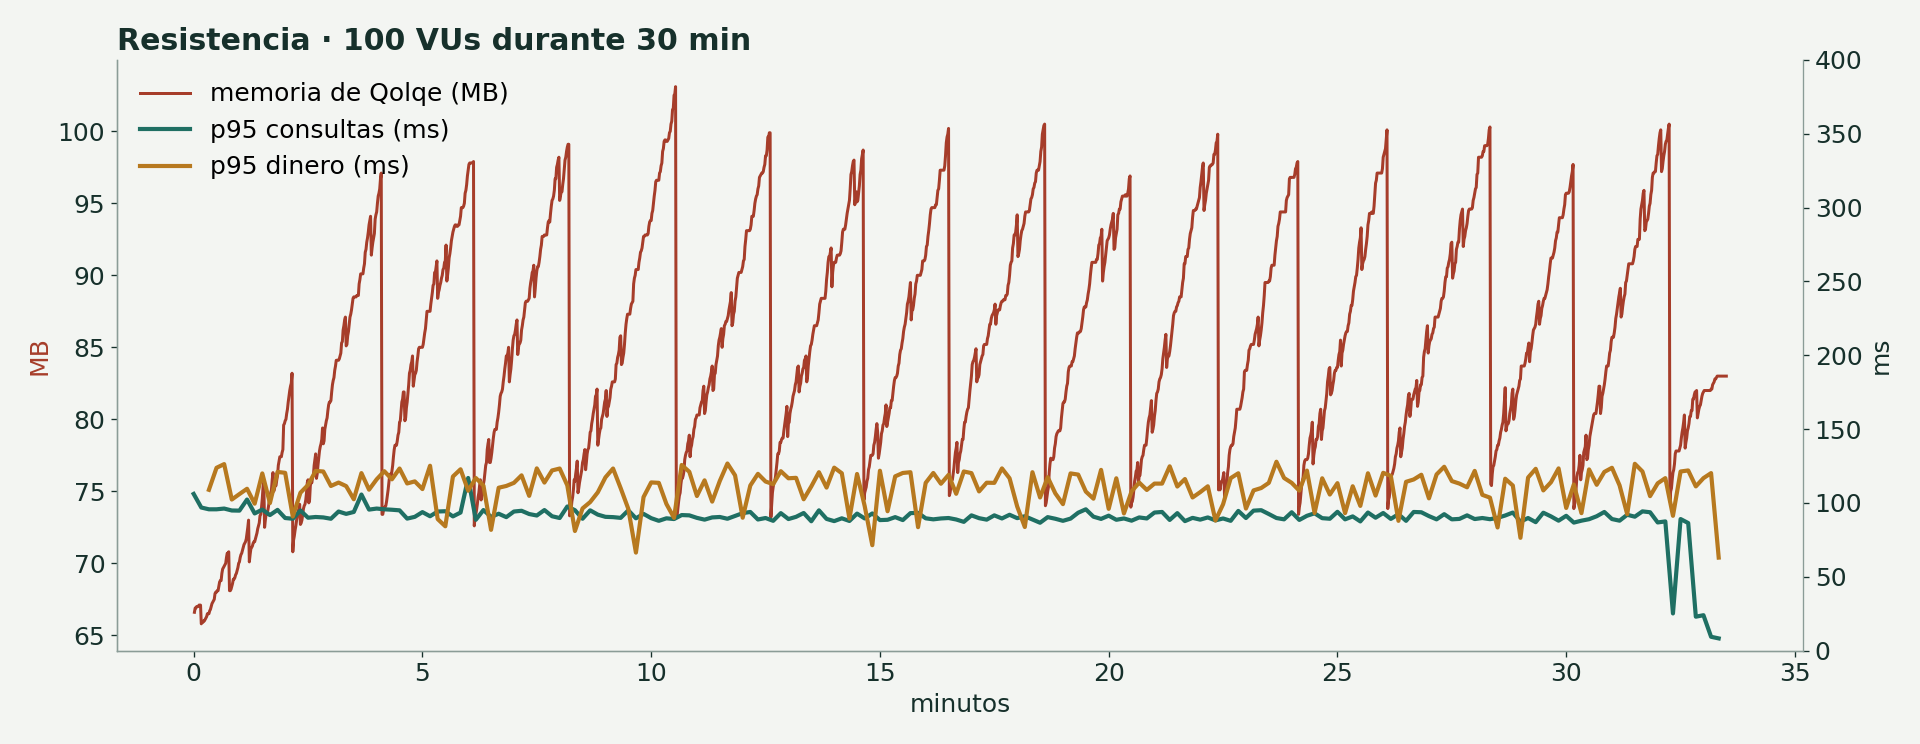 Resistencia · 100 VUs durante 30 min
memoria de Qolqe (MB)
p95 consultas (ms)
p95 dinero (ms)
100
95
90
85
80
75
70
65
MB
400
350
300
250
200
150
100
50
0
ms
0 5 10 15 20 25 30 35
minutos